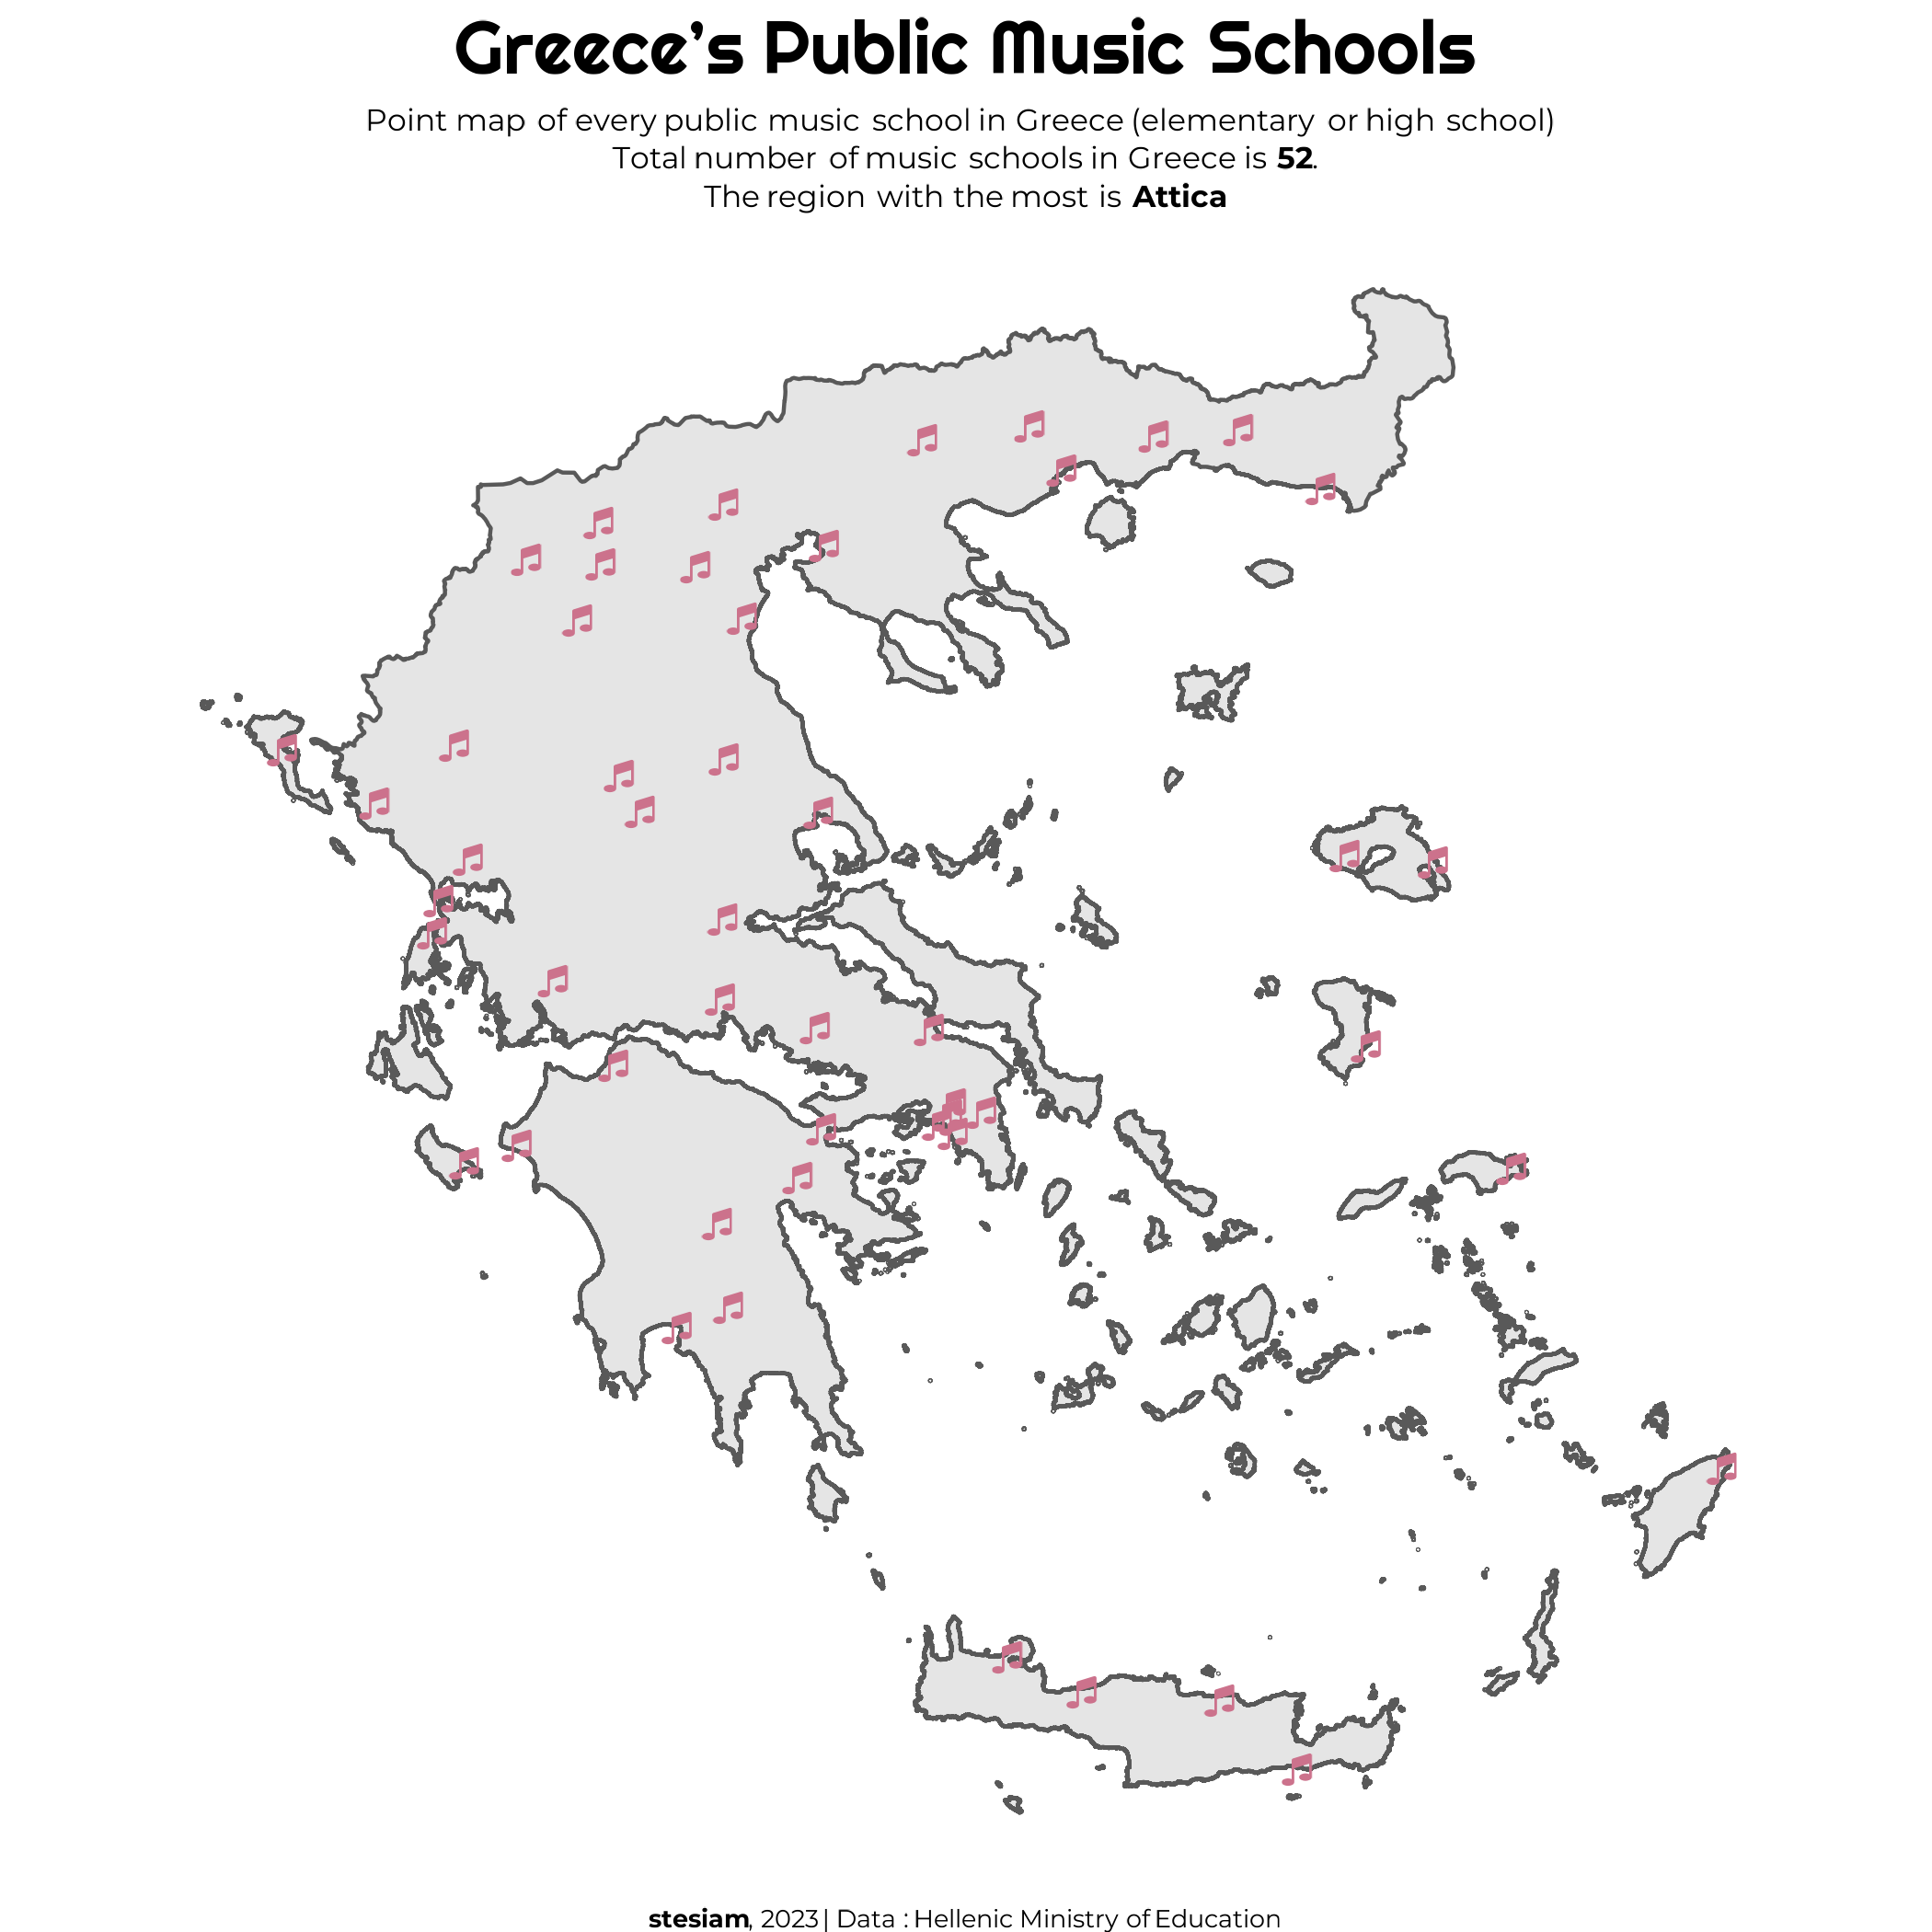 Greece’s Public Music Schools
Point map of every public music school in Greece (elementary or high school)
Total number of music schools in Greece is 52.
The region with the most is Attica
stesiam, 2023 | Data : Hellenic Ministry of Education